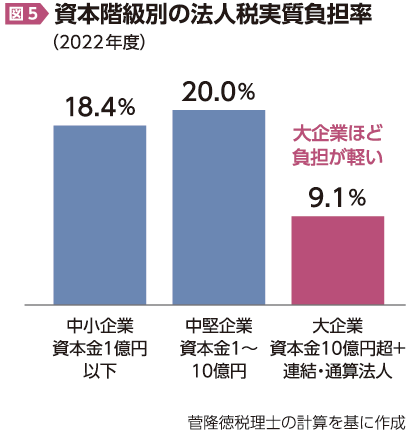 図5 資本階級別の法人税実質負担率
（2022年度）
18.4%
20.0%
大企業ほど
負担が軽い
9.1%
中小企業
資本金1億円
以下
中堅企業
資本金1〜
10億円
大企業
資本金10億円超＋
連結・通算法人
菅隆徳税理士の計算を基に作成